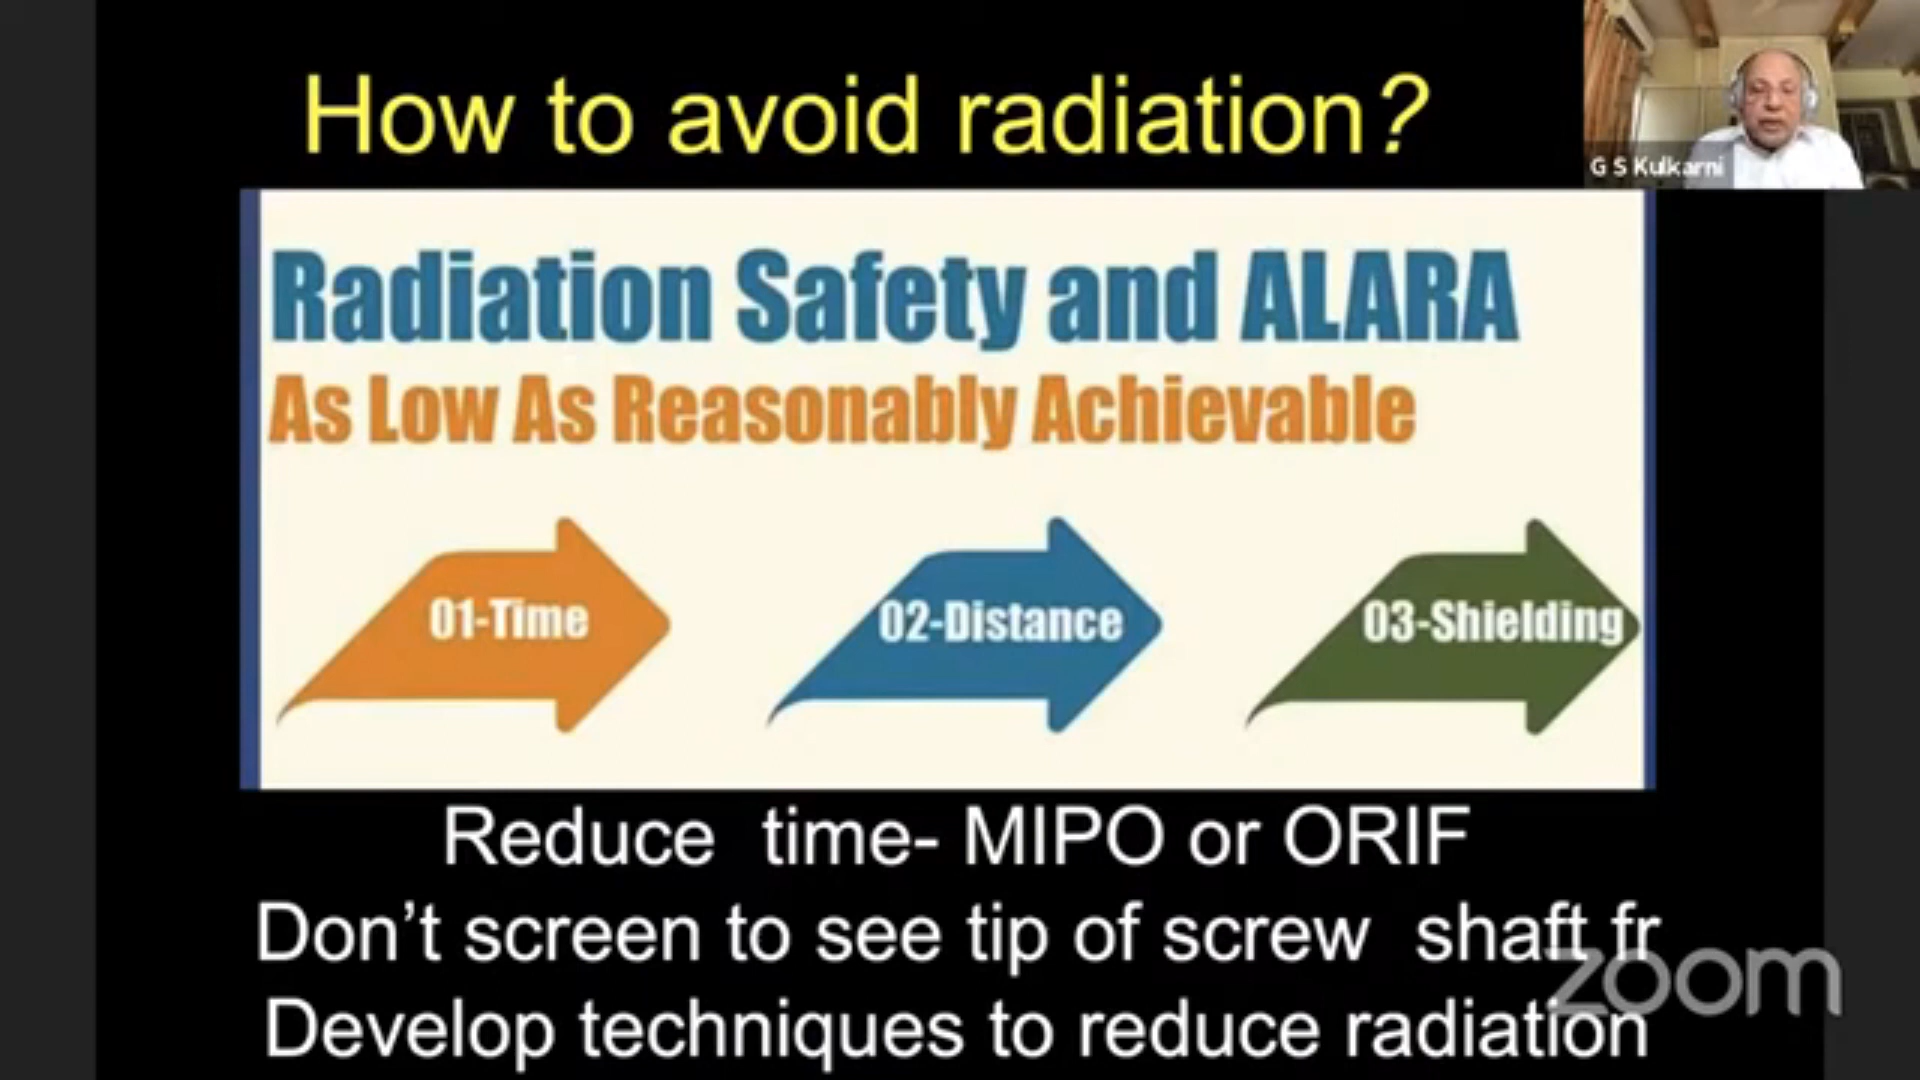 How to avoid radiation?
G S Kulkarni
Radiation Safety and ALARA
As Low As Reasonably Achievable
01-Time
02-Distance
03-Shielding
Reduce time- MIPO or ORIF
Don't screen to see tip of screw shaft fr
Develop techniques to reduce radiation
zoom